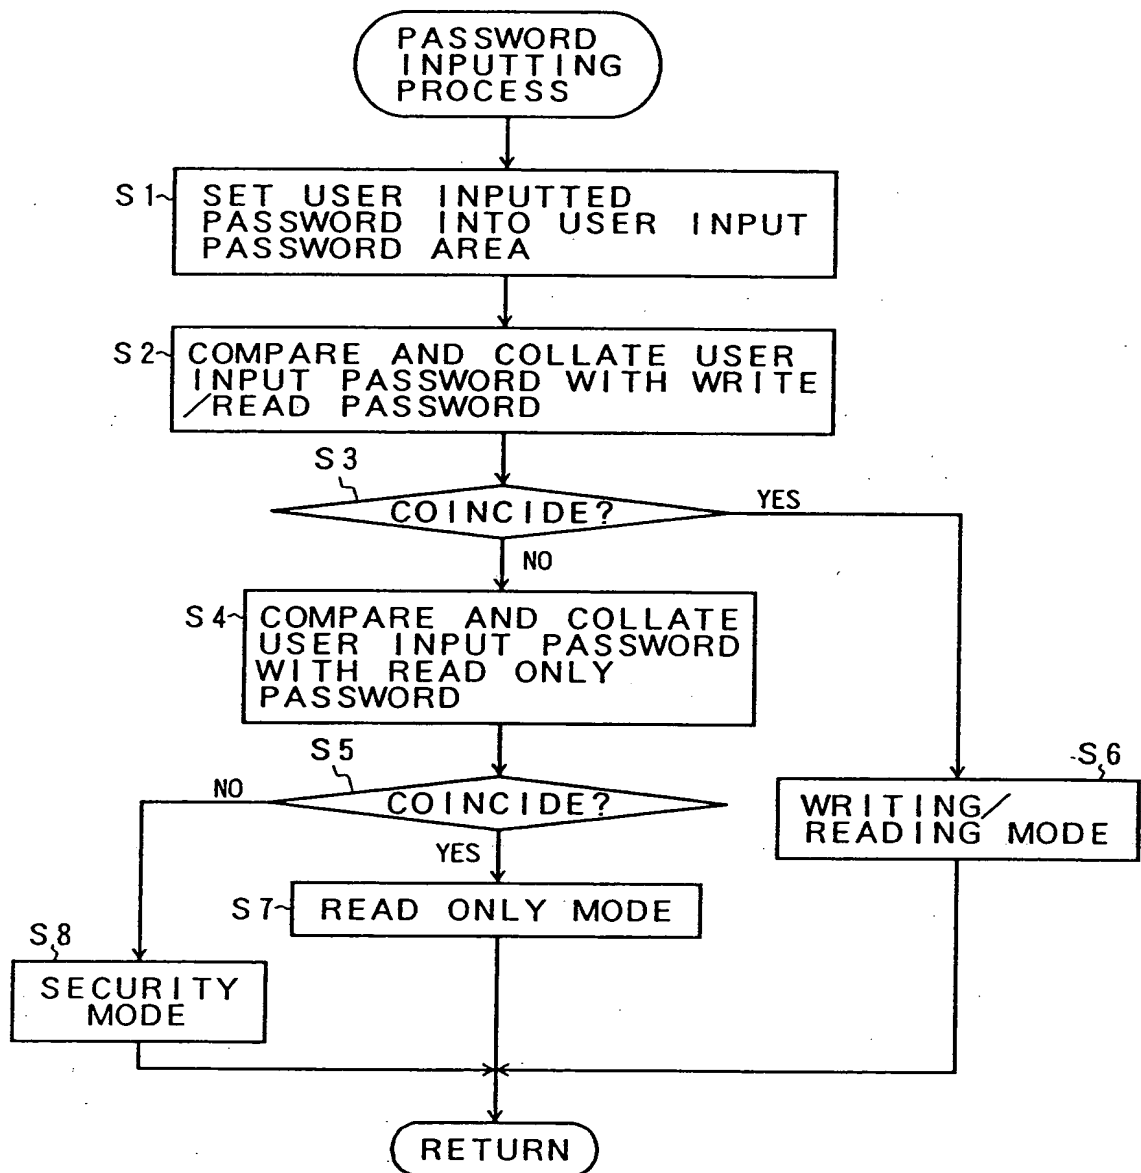 PASSWORD
INPUTTING
PROCESS
S1
SET USER INPUTTED
PASSWORD INTO USER INPUT
PASSWORD AREA
S2
COMPARE AND COLLATE USER
INPUT PASSWORD WITH WRITE
/READ PASSWORD
S3
COINCIDE?
YES
NO
S4
COMPARE AND COLLATE
USER INPUT PASSWORD
WITH READ ONLY
PASSWORD
S5
COINCIDE?
NO
YES
S6
WRITING/
READING MODE
S7
READ ONLY MODE
S8
SECURITY
MODE
RETURN